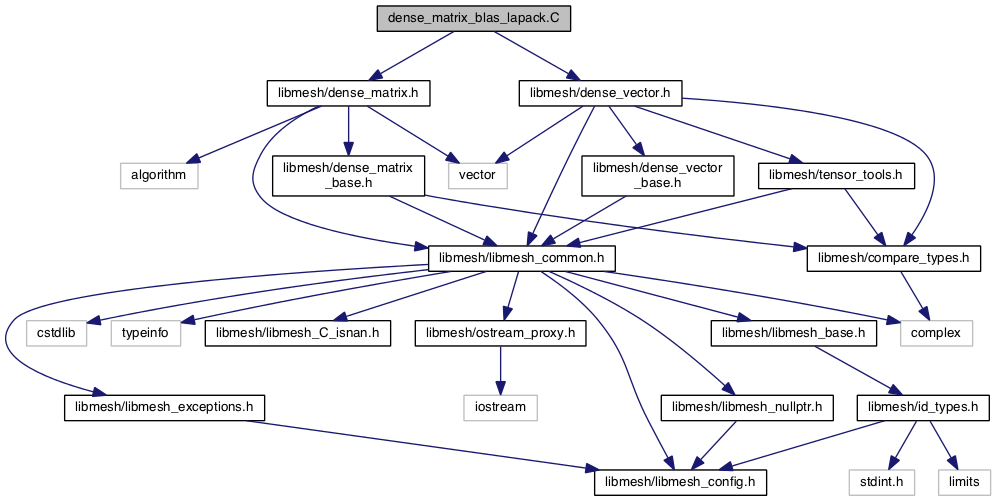 dense_matrix_blas_lapack.C
libmesh/dense_matrix.h
libmesh/dense_vector.h
algorithm
libmesh/dense_matrix
_base.h
vector
libmesh/dense_vector
_base.h
libmesh/tensor_tools.h
libmesh/libmesh_common.h
libmesh/compare_types.h
cstdlib
typeinfo
libmesh/libmesh_C_isnan.h
libmesh/ostream_proxy.h
libmesh/libmesh_base.h
complex
libmesh/libmesh_exceptions.h
iostream
libmesh/libmesh_nullptr.h
libmesh/id_types.h
libmesh/libmesh_config.h
stdint.h
limits